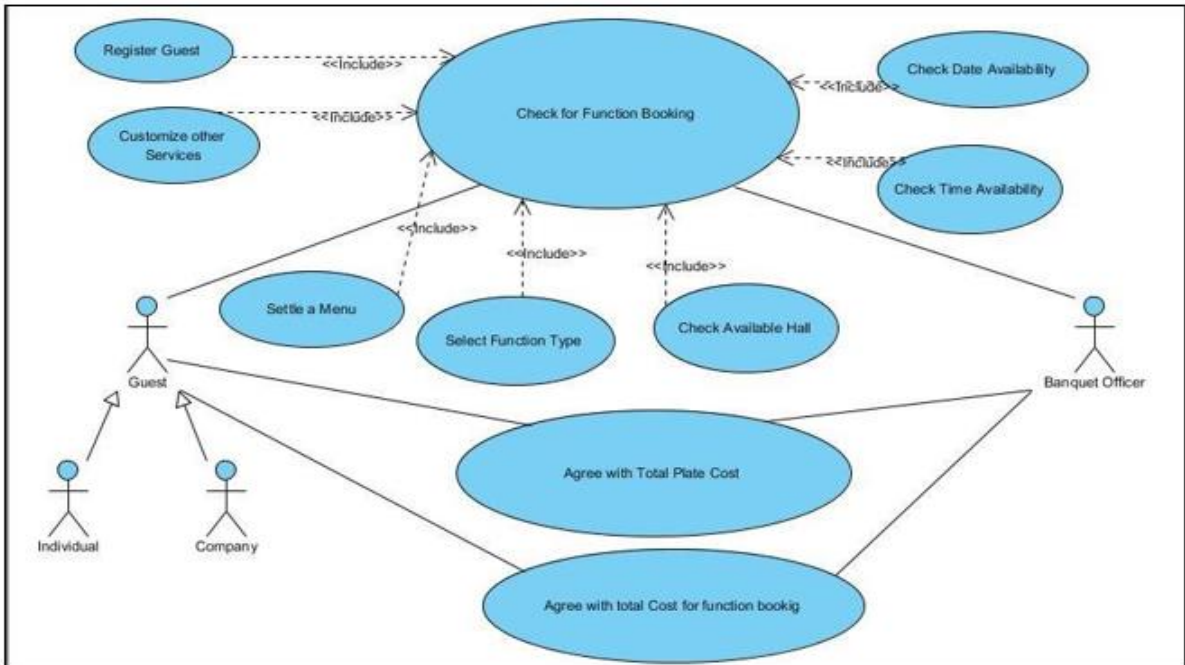 Register Guest
<<Include>>
Check Date Availability
<<Include>>
Check for Function Booking
<<Include>>
Customize other
Services
<<Include>>
Check Time Availability
<<Include>>
<<Include>>
<<Include>>
Settle a Menu
Select Function Type
Check Available Hall
Guest
Banquet Officer
Agree with Total Plate Cost
Individual
Company
Agree with total Cost for function bookig